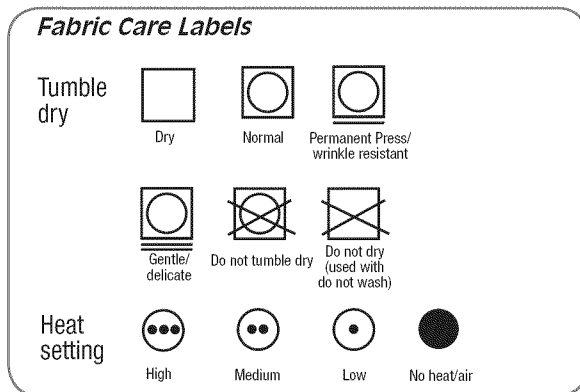 Fabric Care Labels
Tumble
dry
Dry
Normal
Permanent Press/
wrinkle resistant
Gentle/
delicate
Do not tumble dry
Do not dry
(used with
do not wash)
Heat
setting
High
Medium
Low
No heat/air